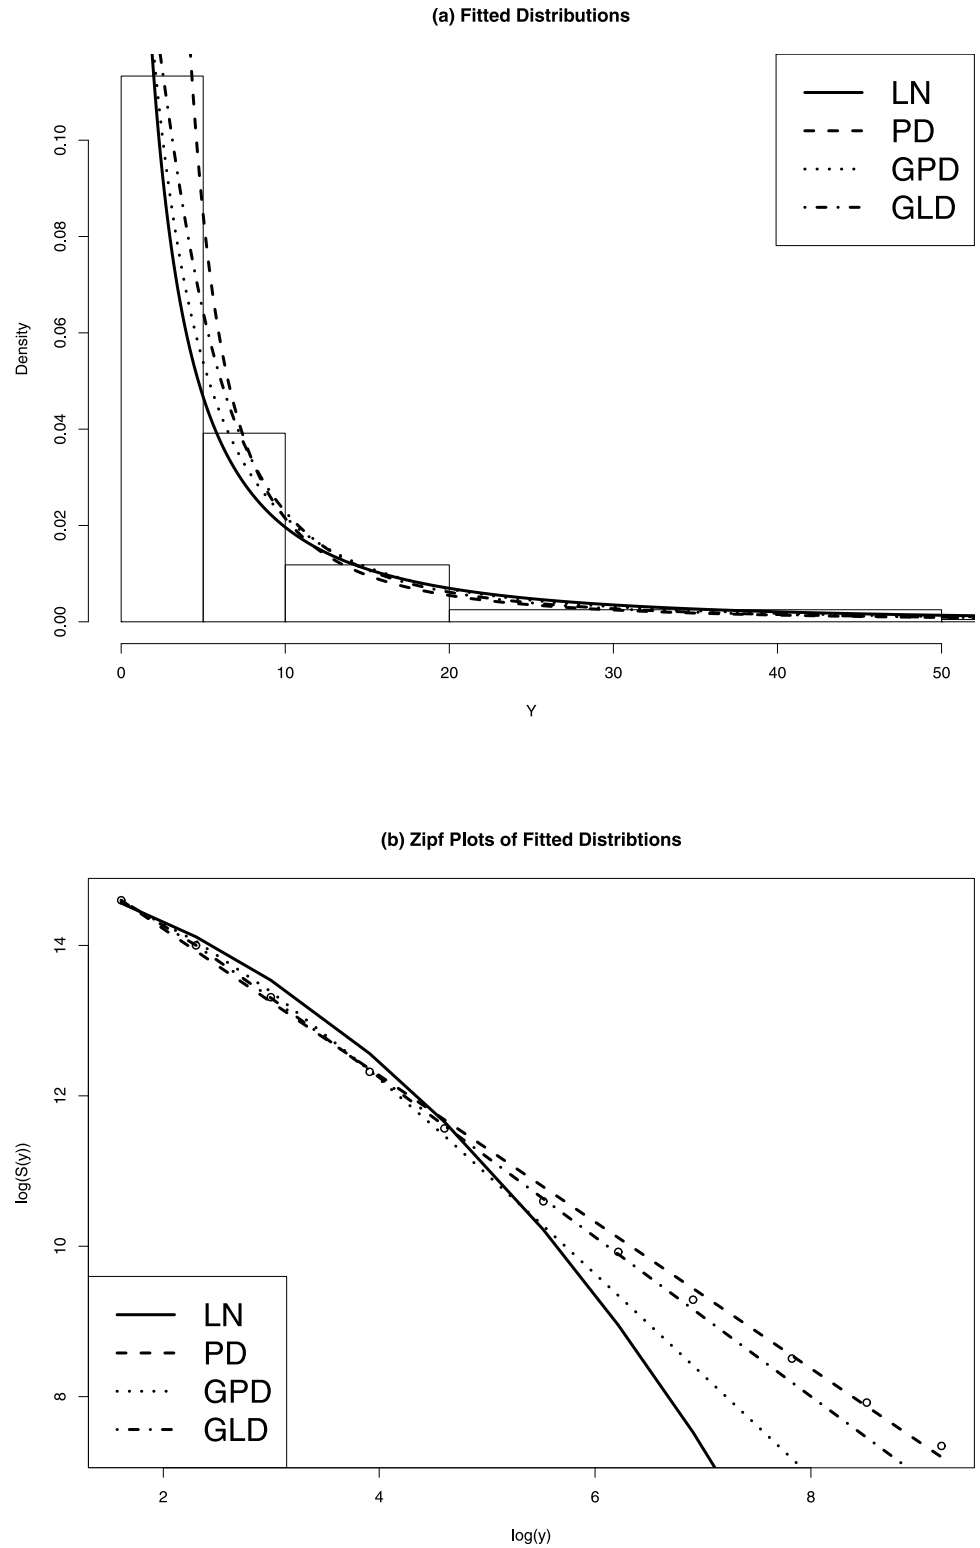 (a) Fitted Distributions
LN
PD
GPD
GLD
0.10
0.08
0.06
0.04
0.02
0.00
Density
0 10 20 30 40 50
Y
(b) Zipf Plots of Fitted Distribtions
14
12
10
8
log(S(y))
LN
PD
GPD
GLD
2 4 6 8
log(y)